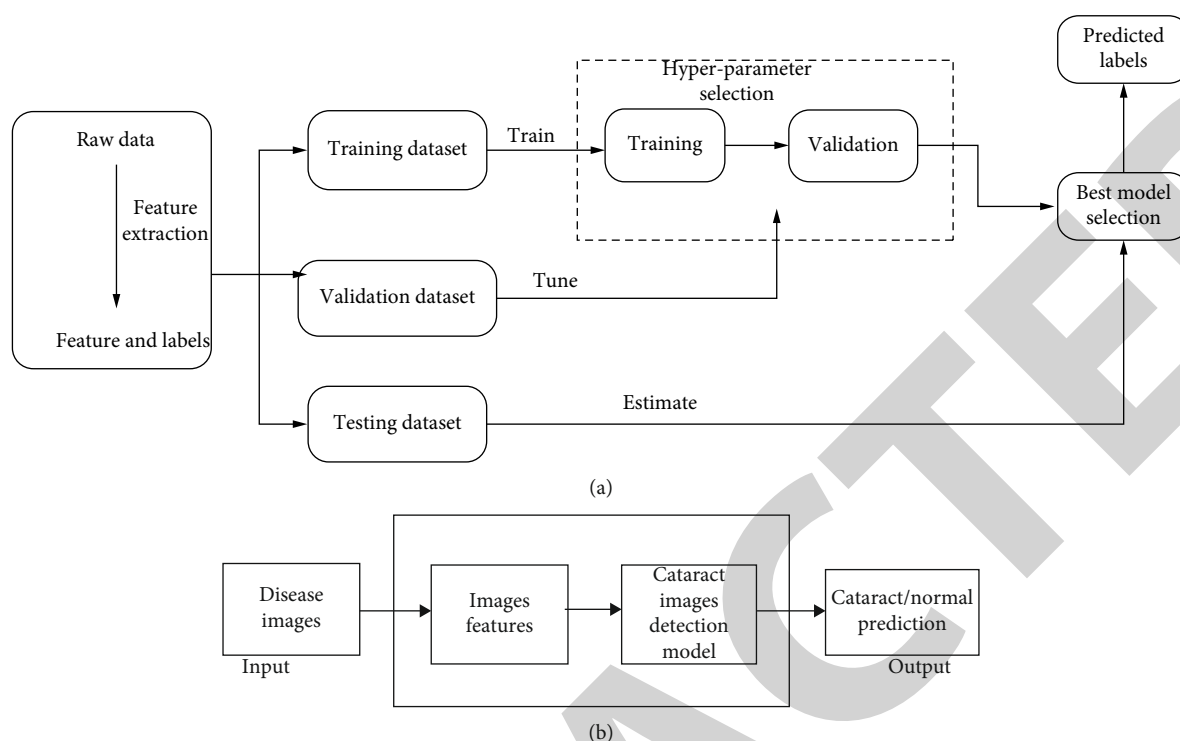 Predicted
labels
Hyper-parameter
selection
Raw data
Feature
extraction
Feature and labels
Training dataset
Train
Training
Validation
Best model
selection
Validation dataset
Tune
Testing dataset
Estimate
(a)
Disease
images
Input
Images
features
Cataract
images
detection
model
Cataract/normal
prediction
Output
(b)